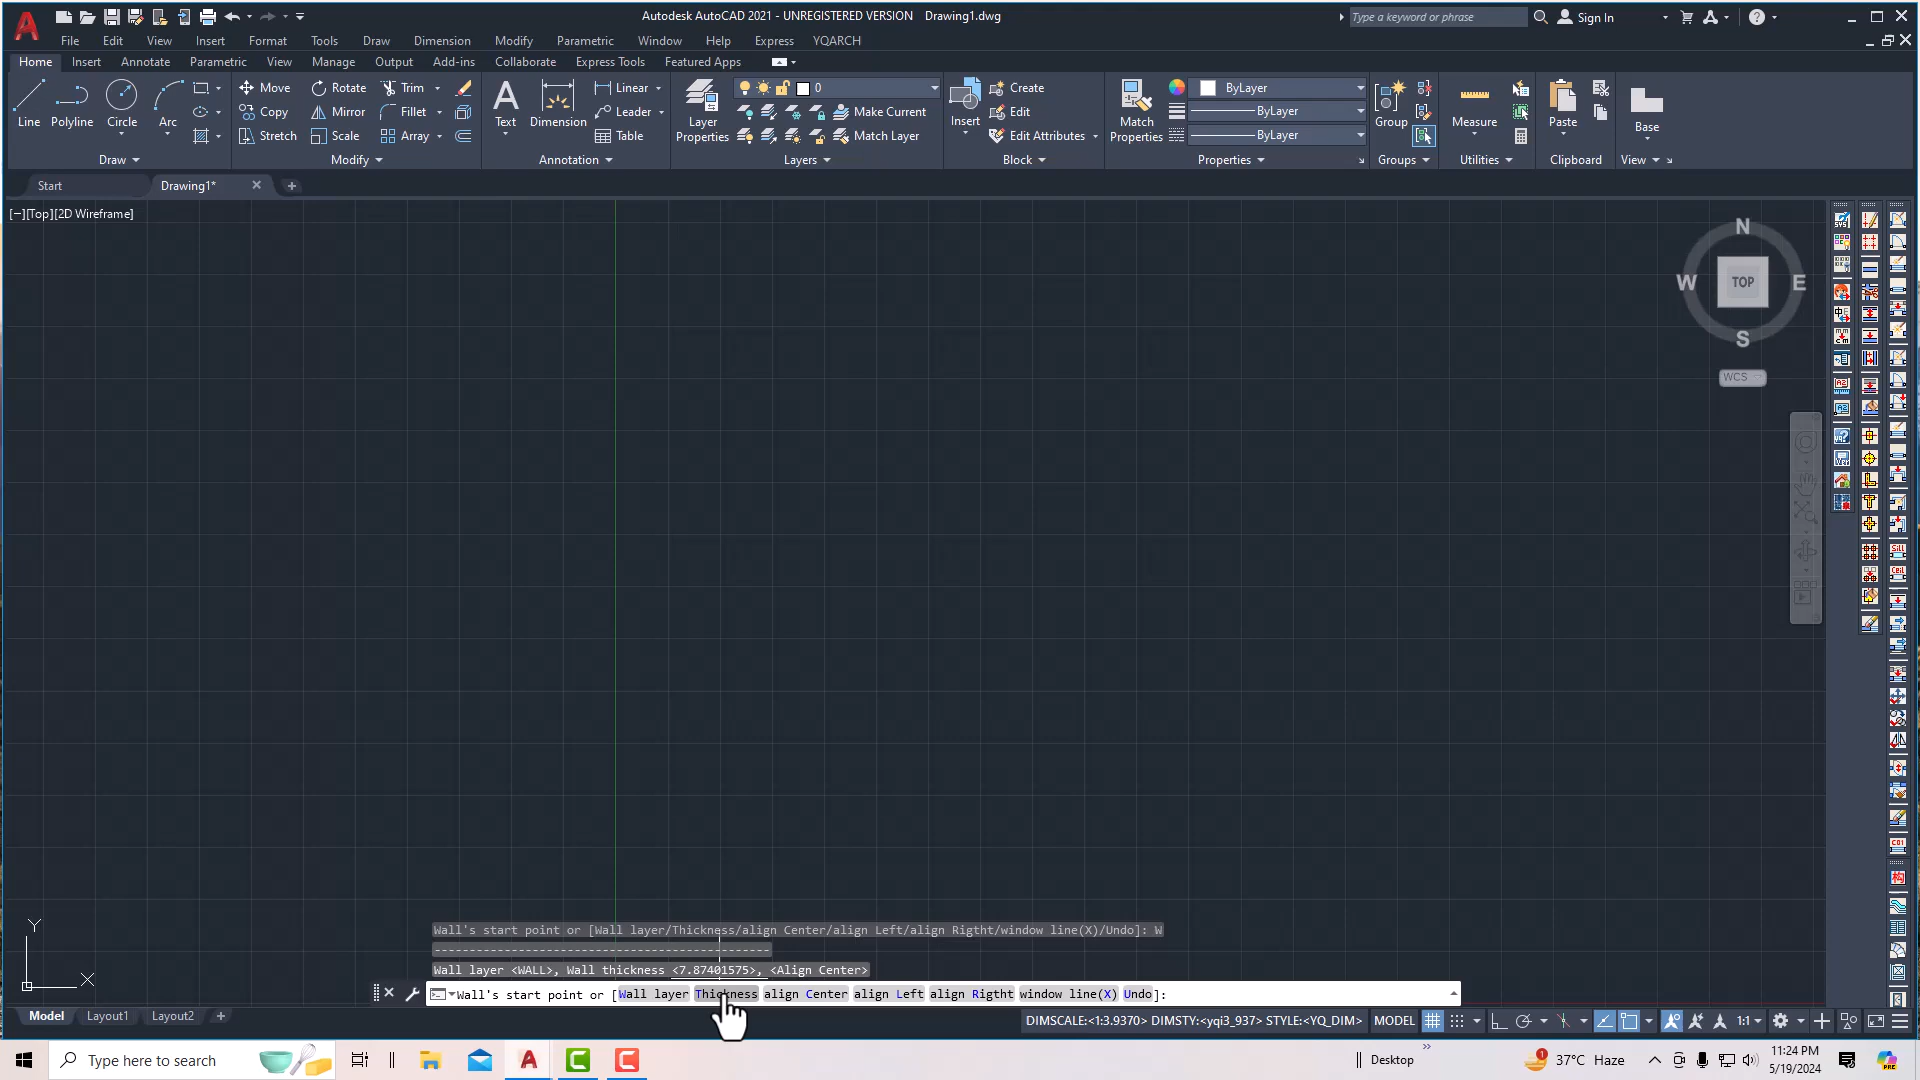 Autodesk AutoCAD 2021 - UNREGISTERED VERSION Drawing1.dwg
Type a keyword or phrase
Sign In
File Edit View Insert Format Tools Draw Dimension Modify Parametric Window Help Express YQARCH
Home Insert Annotate Parametric View Manage Output Add-ins Collaborate Express Tools Featured Apps
Move Rotate Trim Linear 0 Create ByLayer
Line Polyline Circle Arc
Copy Mirror Fillet Leader Make Current Edit ByLayer
Text Dimension Layer Properties Insert Match Properties Group Measure Paste Base
Stretch Scale Array Table Match Layer Edit Attributes ByLayer
Draw Modify Annotation Layers Block Properties Groups Utilities Clipboard View
Start Drawing1*
[−][Top][2D Wireframe]
N
W TOP E
S
WCS
Sill
Ceil
C01
Wall's start point or [Wall layer/Thickness/align Center/align Left/align Rigtht/window line(X)/Undo]: W
Wall layer <WALL>, Wall thickness <7.87401575>, <Align Center>
Wall's start point or [Wall layer Thickness align Center align Left align Rigtht window line(X) Undo]:
Y
X
Model Layout1 Layout2
DIMSCALE:<1:3.9370> DIMSTY:<yqi3_937> STYLE:<YQ_DIM> MODEL 1:1
Type here to search
Desktop
1
37°C Haze
11:24 PM
5/19/2024